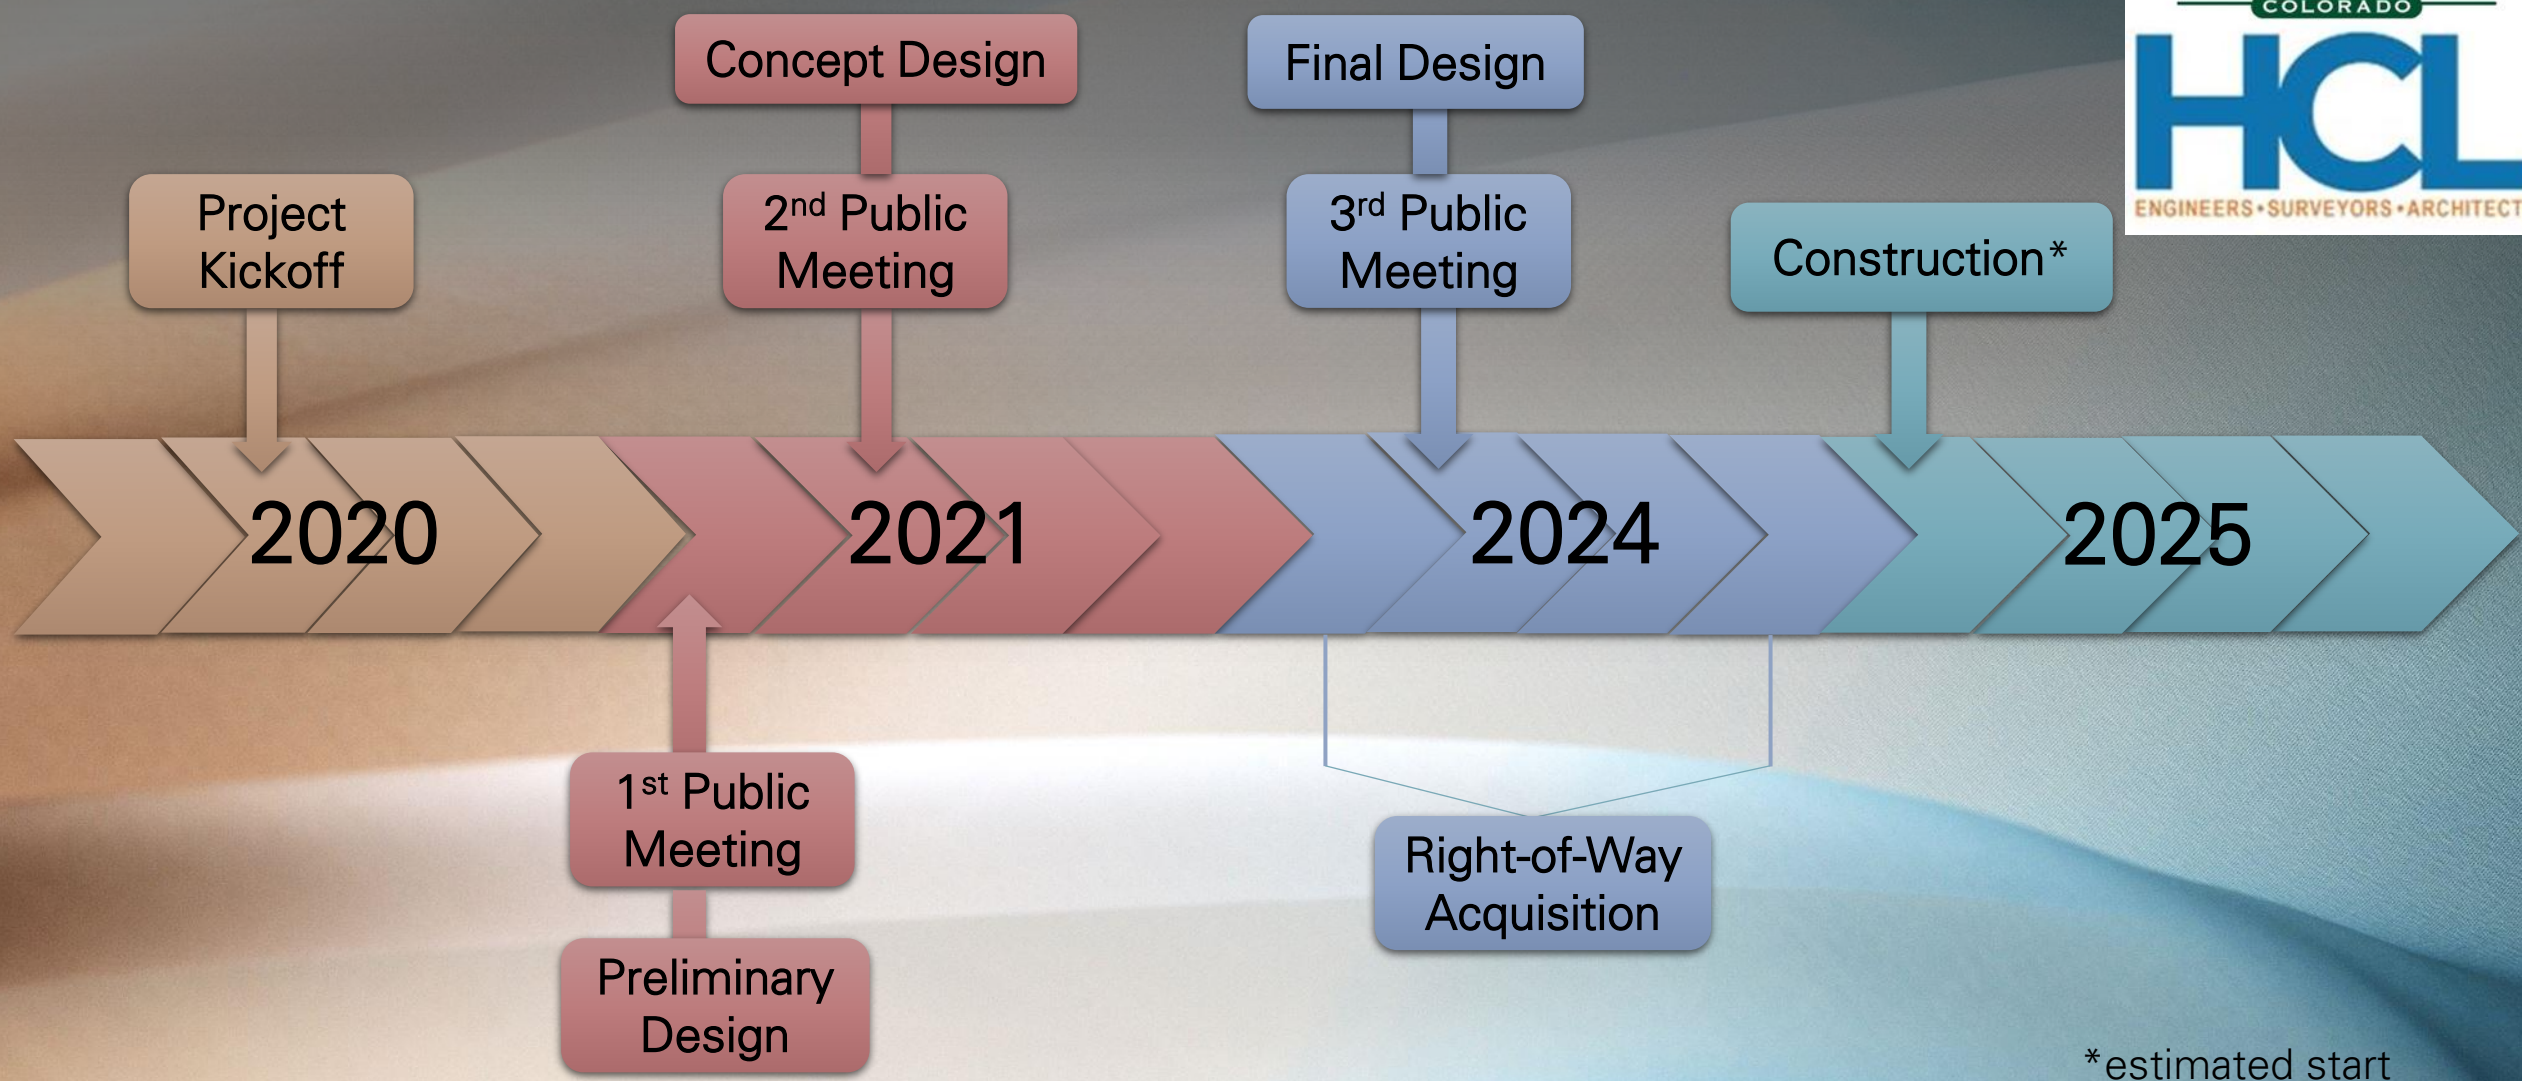 COLORADO
HCL
ENGINEERS•SURVEYORS•ARCHITECT
Concept Design
Final Design
Project
Kickoff
2nd Public
Meeting
3rd Public
Meeting
Construction*
2020
2021
2024
2025
1st Public
Meeting
Preliminary
Design
Right-of-Way
Acquisition
*estimated start